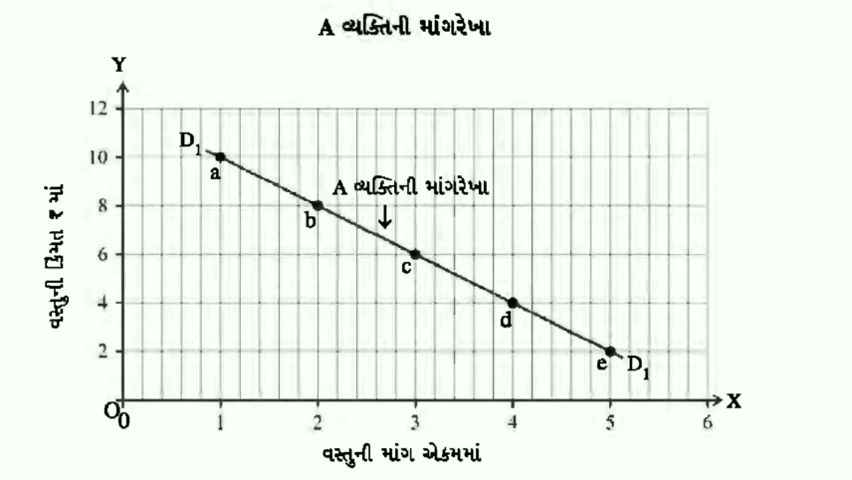 A વ્યક્તિની માંગરેખા
Y
12
D1
10
a
A વ્યક્તિની માંગરેખા
8
b
વસ્તુની કિંમત ₹ માં
6
c
4
d
2
e
D1
O
X
0
1
2
3
4
5
6
વસ્તુની માંગ એકમમાં